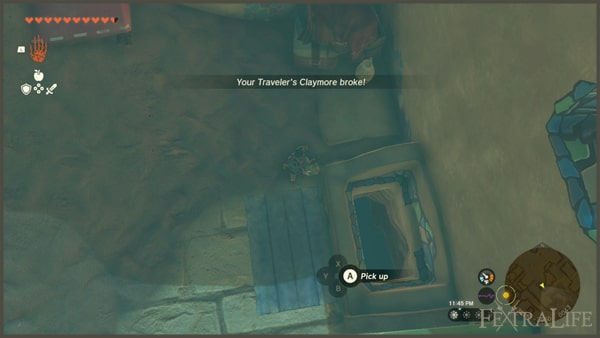 Your Traveler's Claymore broke!
X
Y
A Pick up
B
11:45 PM
FEXTRALIFE